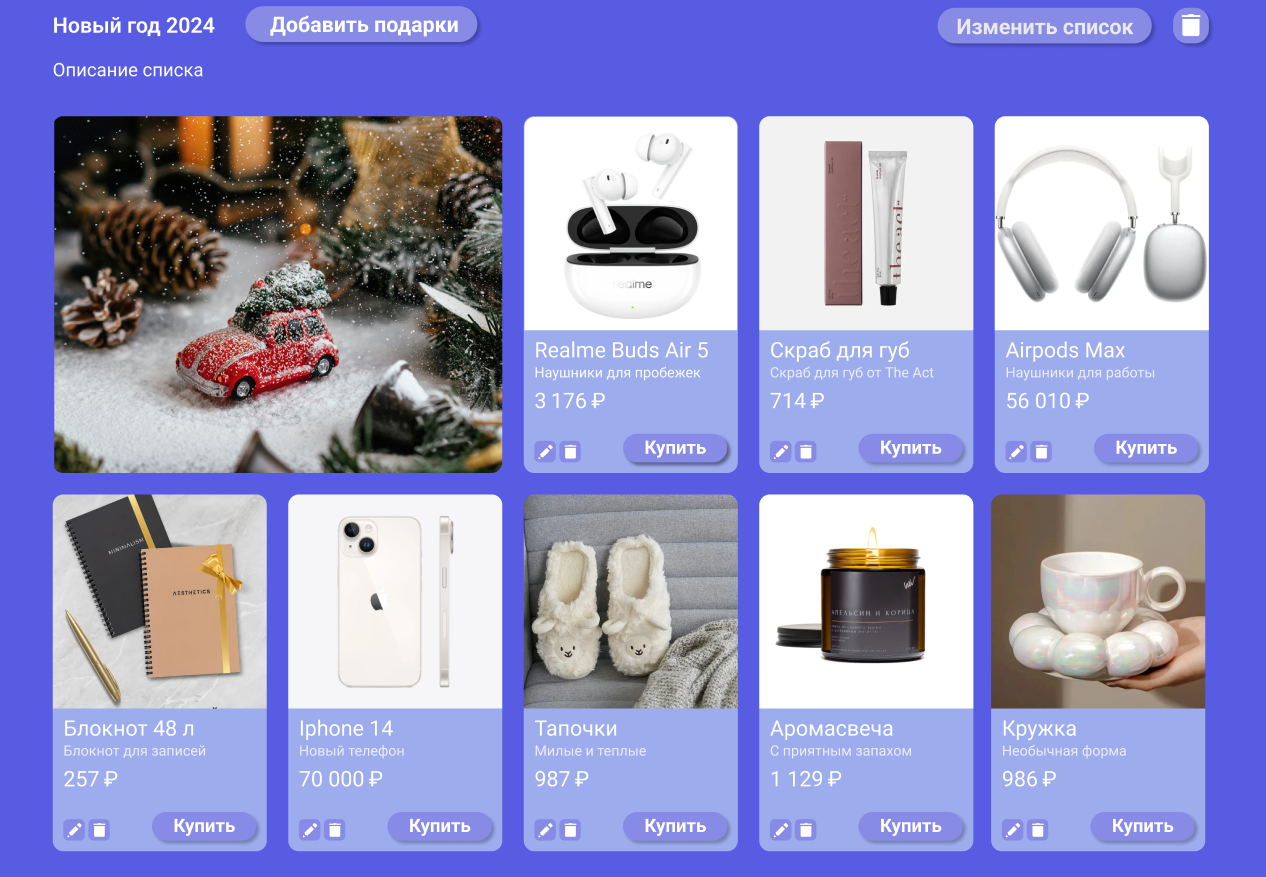 Новый год 2024
Добавить подарки
Изменить список
Описание списка
realme
theact
theact
Realme Buds Air 5
Наушники для пробежек
3 176 ₽
Купить
Скраб для губ
Скраб для губ от The Act
714 ₽
Купить
Airpods Max
Наушники для работы
56 010 ₽
Купить
MINIMALISM
AESTHETICS
АПЕЛЬСИН И КОРИЦА
Блокнот 48 л
Блокнот для записей
257 ₽
Купить
Iphone 14
Новый телефон
70 000 ₽
Купить
Тапочки
Милые и теплые
987 ₽
Купить
Аромасвеча
С приятным запахом
1 129 ₽
Купить
Кружка
Необычная форма
986 ₽
Купить